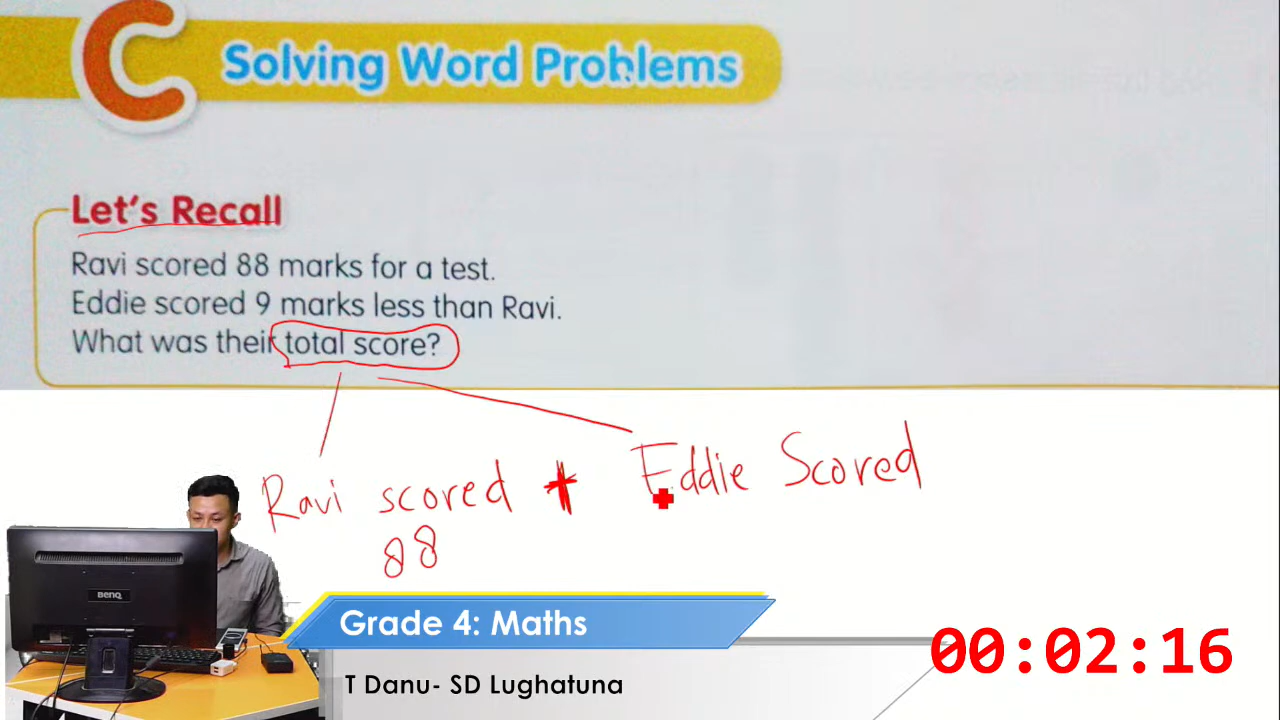 C
Solving Word Problems
Let's Recall
Ravi scored 88 marks for a test.
Eddie scored 9 marks less than Ravi.
What was their total score?
Ravi scored + Eddie Scored
88
BenQ
Grade 4: Maths
00:02:16
T Danu- SD Lughatuna